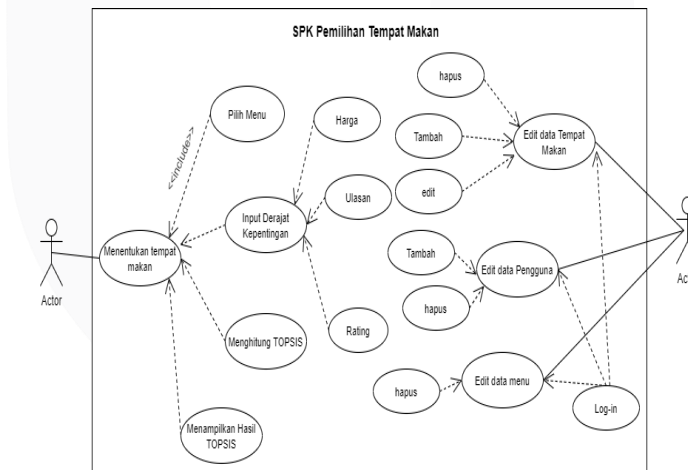 SPK Pemilihan Tempat Makan
hapus
Pilih Menu
Harga
Edit data Tempat
Makan
Tambah
<<include>>
edit
Ulasan
Input Derajat
Kepentingan
Menentukan tempat
makan
Tambah
Edit data Pengguna
Actor
hapus
Rating
Menghitung TOPSIS
Edit data menu
hapus
Log-in
Menampilkan Hasil
TOPSIS